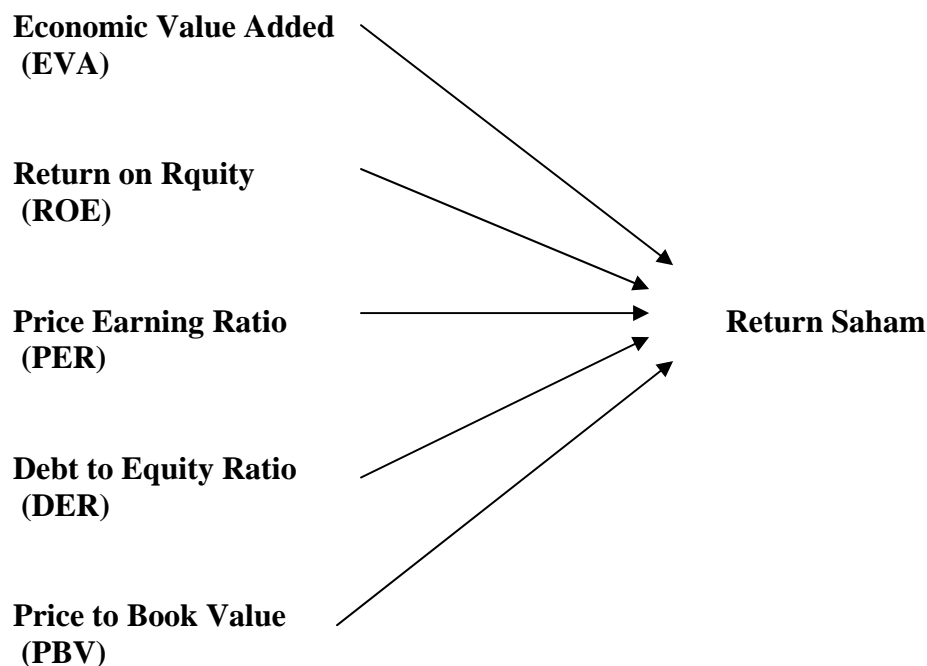 Economic Value Added
(EVA)
Return on Rquity
(ROE)
Price Earning Ratio
(PER)
Return Saham
Debt to Equity Ratio
(DER)
Price to Book Value
(PBV)